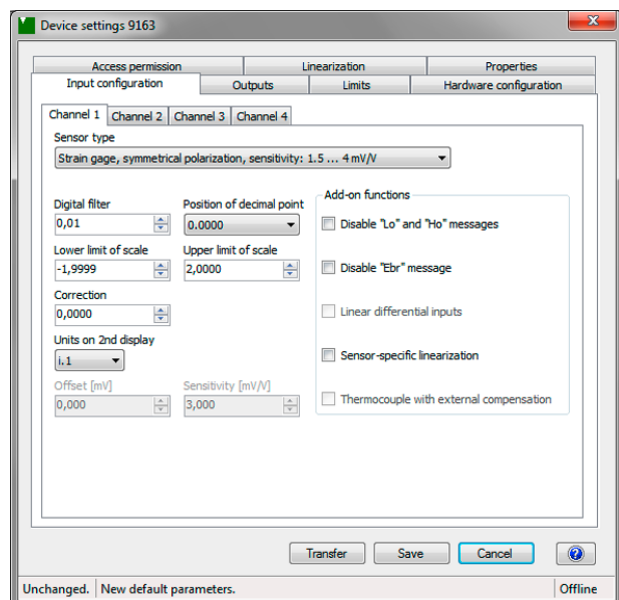 Device settings 9163
Access permission Linearization Properties
Input configuration Outputs Limits Hardware configuration
Channel 1 Channel 2 Channel 3 Channel 4
Sensor type
Strain gage, symmetrical polarization, sensitivity: 1.5 ... 4 mV/V
Digital filter Position of decimal point
0,01 0.0000
Lower limit of scale Upper limit of scale
-1,9999 2,0000
Correction
0,0000
Units on 2nd display
i.1
Offset [mV] Sensitivity [mV/V]
0,000 3,000
Add-on functions
Disable "Lo" and "Ho" messages
Disable "Ebr" message
Linear differential inputs
Sensor-specific linearization
Thermocouple with external compensation
Transfer Save Cancel ?
Unchanged. New default parameters. Offline